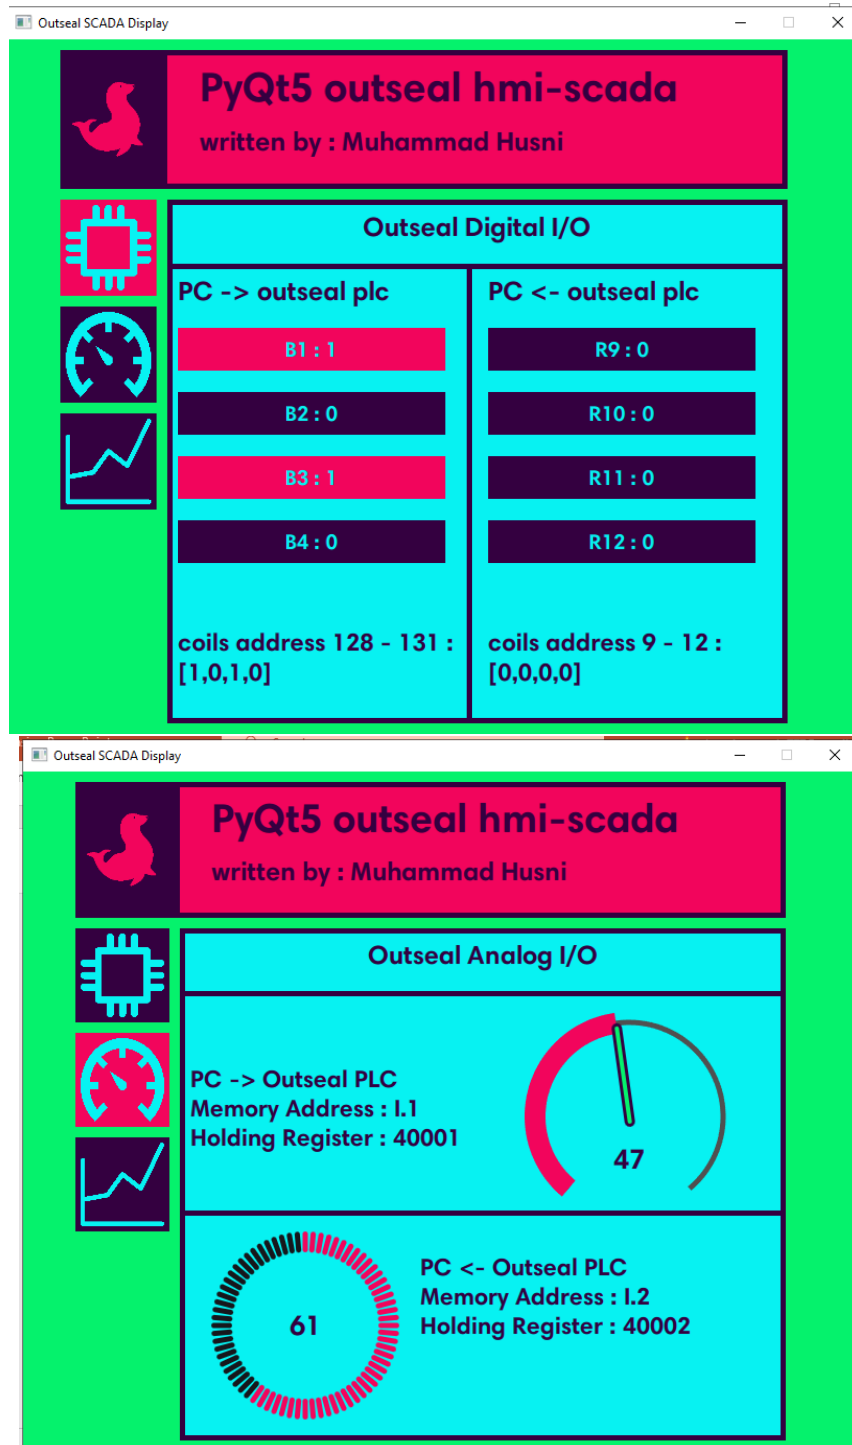 Outseal SCADA Display
PyQt5 outseal hmi-scada
written by : Muhammad Husni
Outseal Digital I/O
PC -> outseal plc
B1 : 1
B2 : 0
B3 : 1
B4 : 0
coils address 128 - 131 :
[1,0,1,0]
PC <- outseal plc
R9 : 0
R10 : 0
R11 : 0
R12 : 0
coils address 9 - 12 :
[0,0,0,0]
Outseal SCADA Display
PyQt5 outseal hmi-scada
written by : Muhammad Husni
Outseal Analog I/O
PC -> Outseal PLC
Memory Address : I.1
Holding Register : 40001
47
61
PC <- Outseal PLC
Memory Address : I.2
Holding Register : 40002